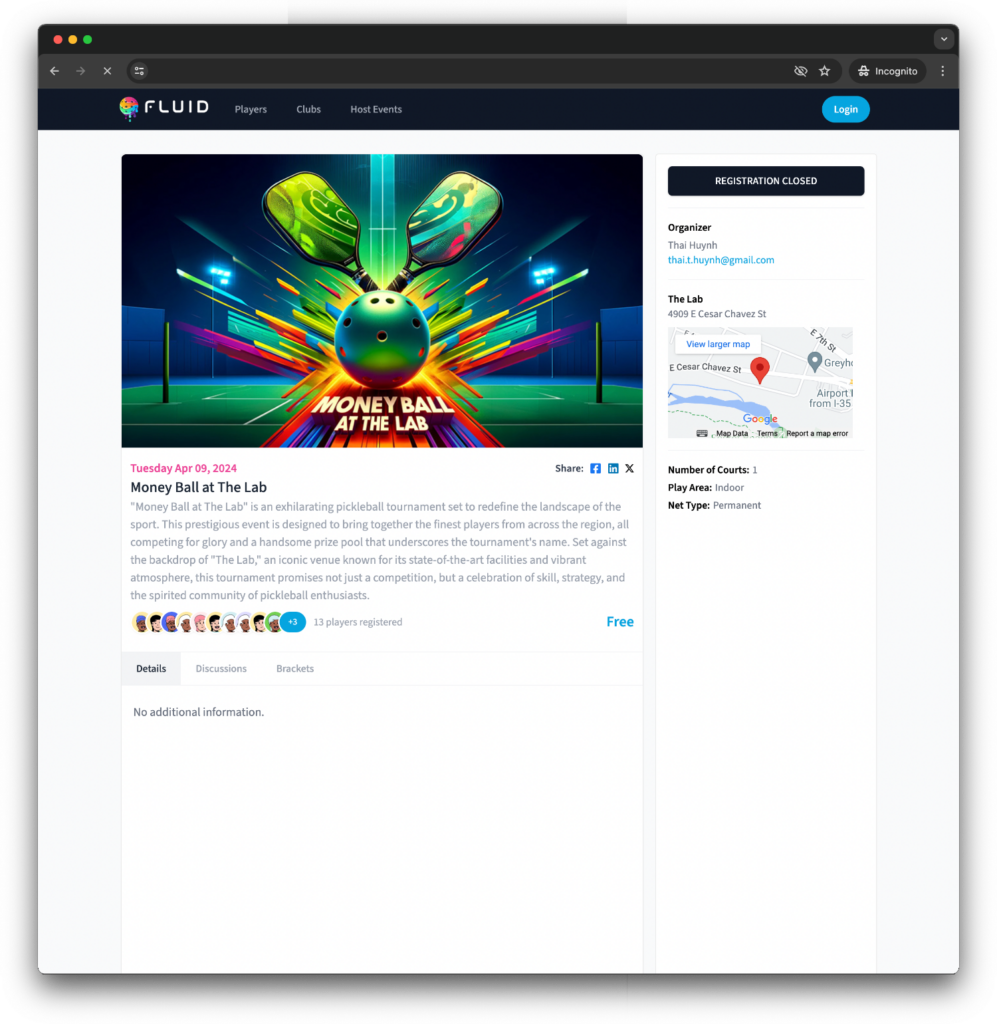 Incognito
FLUID
Players
Clubs
Host Events
Login
MONEY BALL
AT THE LAB
Tuesday Apr 09, 2024
Share:
Money Ball at The Lab
"Money Ball at The Lab" is an exhilarating pickleball tournament set to redefine the landscape of the
sport. This prestigious event is designed to bring together the finest players from across the region, all
competing for glory and a handsome prize pool that underscores the tournament's name. Set against
the backdrop of "The Lab," an iconic venue known for its state-of-the-art facilities and vibrant
atmosphere, this tournament promises not just a competition, but a celebration of skill, strategy, and
the spirited community of pickleball enthusiasts.
+3
13 players registered
Free
Details
Discussions
Brackets
No additional information.
REGISTRATION CLOSED
Organizer
Thai Huynh
thai.t.huynh@gmail.com
The Lab
4909 E Cesar Chavez St
View larger map
E 7th St
E Cesar Chavez St
Greyho
Airport
from I-35
Google
Map Data
Terms
Report a map error
Number of Courts: 1
Play Area: Indoor
Net Type: Permanent